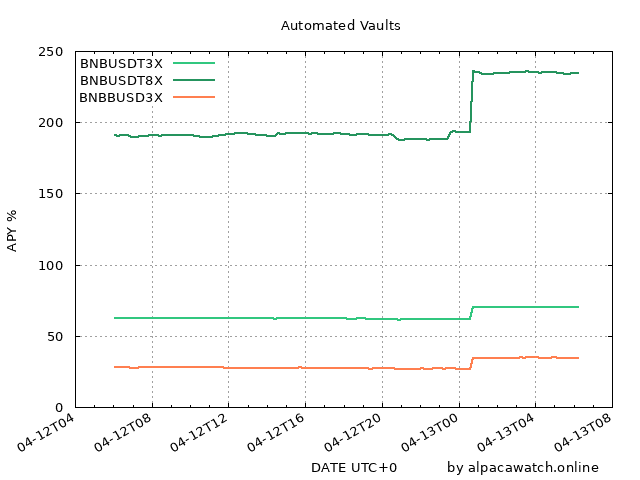 Automated Vaults
250
BNBUSDT3X
BNBUSDT8X
BNBBUSD3X
200
150
APY %
100
50
0
04-12T04
04-12T08
04-12T12
04-12T16
04-12T20
04-13T00
04-13T04
04-13T08
DATE UTC+0
by alpacawatch.online